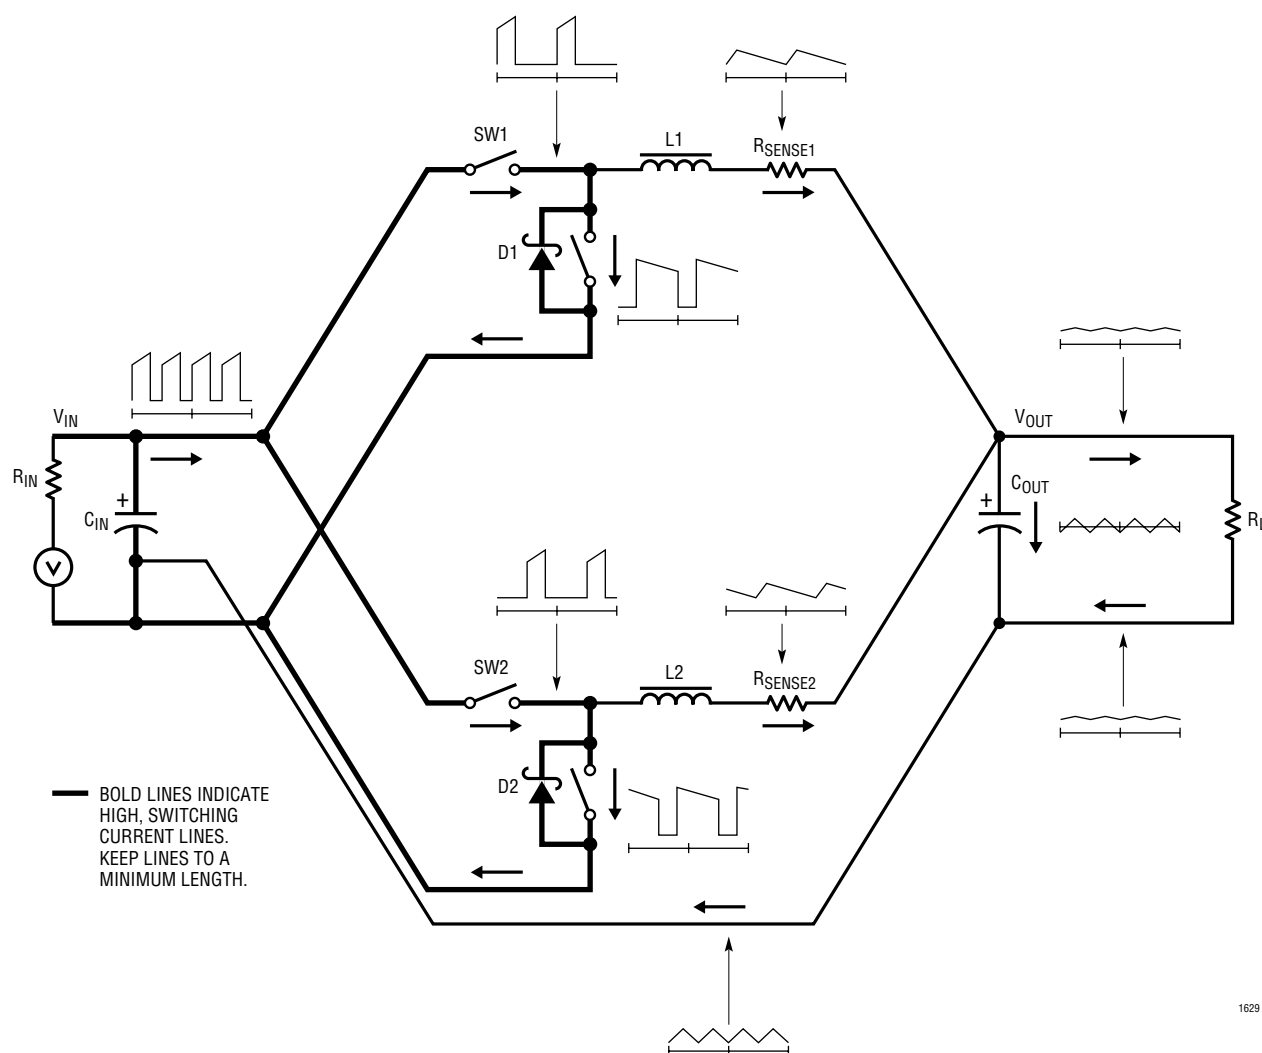 SW1
L1
RSENSE1
D1
VIN
RIN
+
CIN
VOUT
+
COUT
RL
SW2
L2
RSENSE2
D2
BOLD LINES INDICATE
HIGH, SWITCHING
CURRENT LINES.
KEEP LINES TO A
MINIMUM LENGTH.
1629